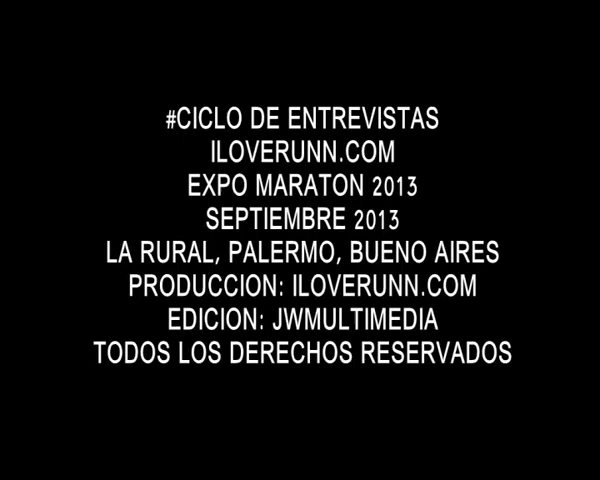 #CICLO DE ENTREVISTAS
ILOVERUNN.COM
EXPO MARATON 2013
SEPTIEMBRE 2013
LA RURAL, PALERMO, BUENO AIRES
PRODUCCION: ILOVERUNN.COM
EDICION: JWMULTIMEDIA
TODOS LOS DERECHOS RESERVADOS